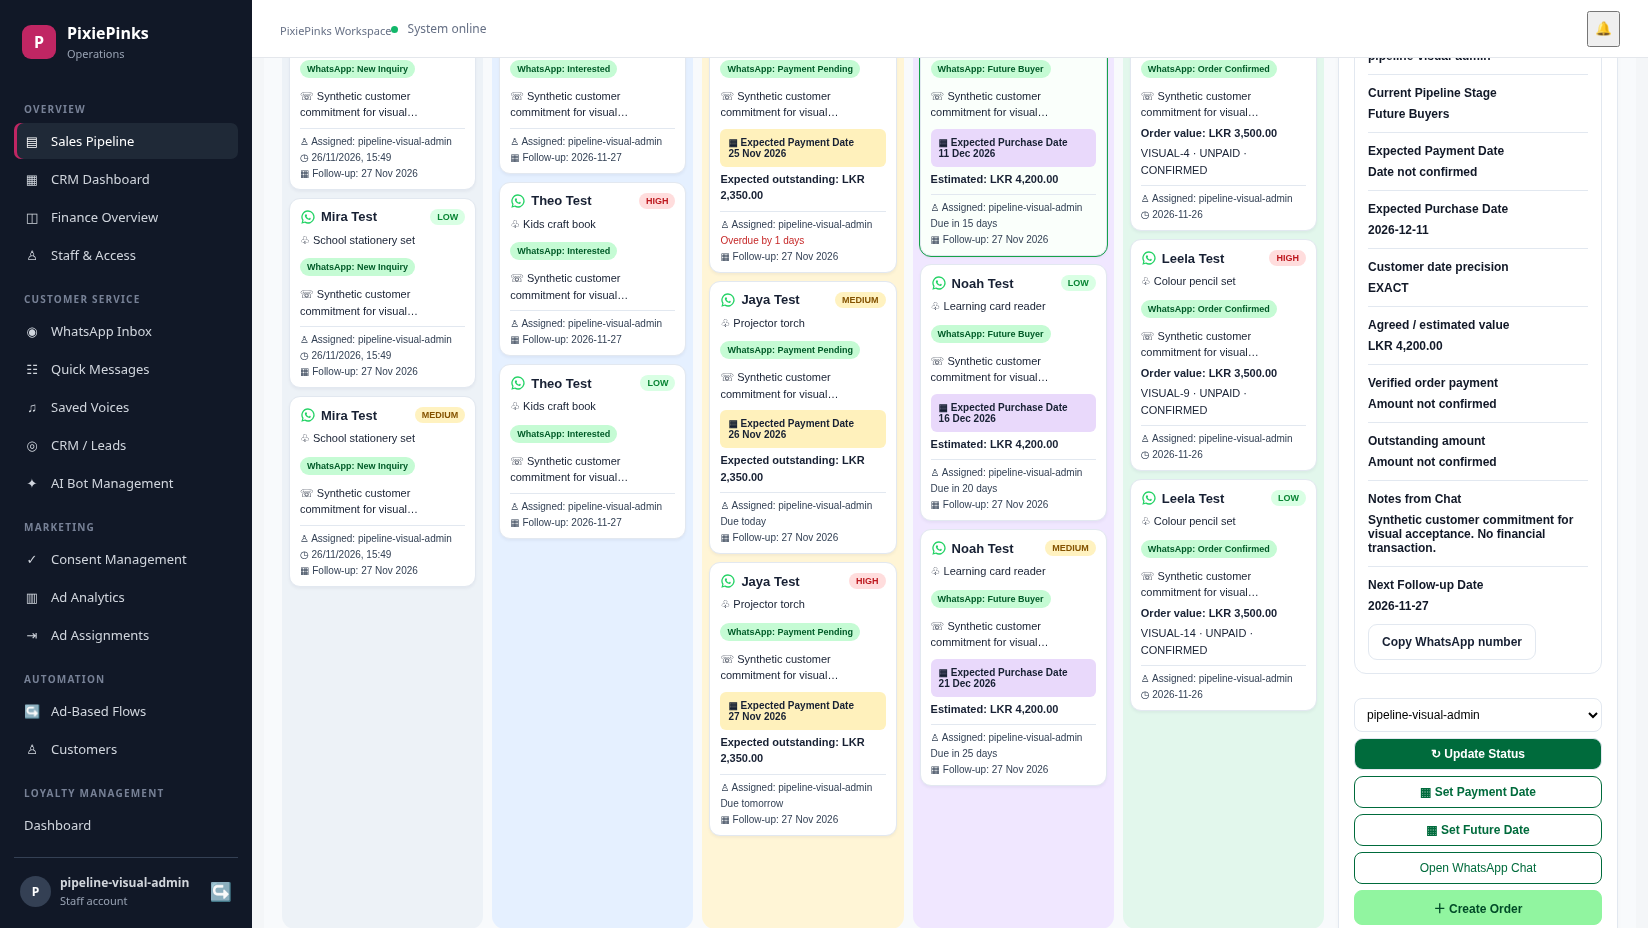 P
PixiePinks
Operations
OVERVIEW
Sales Pipeline
CRM Dashboard
Finance Overview
Staff & Access
CUSTOMER SERVICE
WhatsApp Inbox
Quick Messages
Saved Voices
CRM / Leads
AI Bot Management
MARKETING
Consent Management
Ad Analytics
Ad Assignments
AUTOMATION
Ad-Based Flows
Customers
LOYALTY MANAGEMENT
Dashboard
P
pipeline-visual-admin
Staff account
PixiePinks Workspace
System online
WhatsApp: New Inquiry
Synthetic customer
commitment for visual…
Assigned: pipeline-visual-admin
26/11/2026, 15:49
Follow-up: 27 Nov 2026
Mira Test
LOW
School stationery set
WhatsApp: New Inquiry
Synthetic customer
commitment for visual…
Assigned: pipeline-visual-admin
26/11/2026, 15:49
Follow-up: 27 Nov 2026
Mira Test
MEDIUM
School stationery set
WhatsApp: New Inquiry
Synthetic customer
commitment for visual…
Assigned: pipeline-visual-admin
26/11/2026, 15:49
Follow-up: 27 Nov 2026
WhatsApp: Interested
Synthetic customer
commitment for visual…
Assigned: pipeline-visual-admin
Follow-up: 2026-11-27
Theo Test
HIGH
Kids craft book
WhatsApp: Interested
Synthetic customer
commitment for visual…
Assigned: pipeline-visual-admin
Follow-up: 2026-11-27
Theo Test
LOW
Kids craft book
WhatsApp: Interested
Synthetic customer
commitment for visual…
Assigned: pipeline-visual-admin
Follow-up: 2026-11-27
WhatsApp: Payment Pending
Synthetic customer
commitment for visual…
Expected Payment Date
25 Nov 2026
Expected outstanding: LKR
2,350.00
Assigned: pipeline-visual-admin
Overdue by 1 days
Follow-up: 27 Nov 2026
Jaya Test
MEDIUM
Projector torch
WhatsApp: Payment Pending
Synthetic customer
commitment for visual…
Expected Payment Date
26 Nov 2026
Expected outstanding: LKR
2,350.00
Assigned: pipeline-visual-admin
Due today
Follow-up: 27 Nov 2026
Jaya Test
HIGH
Projector torch
WhatsApp: Payment Pending
Synthetic customer
commitment for visual…
Expected Payment Date
27 Nov 2026
Expected outstanding: LKR
2,350.00
Assigned: pipeline-visual-admin
Due tomorrow
Follow-up: 27 Nov 2026
WhatsApp: Future Buyer
Synthetic customer
commitment for visual…
Expected Purchase Date
11 Dec 2026
Estimated: LKR 4,200.00
Assigned: pipeline-visual-admin
Due in 15 days
Follow-up: 27 Nov 2026
Noah Test
LOW
Learning card reader
WhatsApp: Future Buyer
Synthetic customer
commitment for visual…
Expected Purchase Date
16 Dec 2026
Estimated: LKR 4,200.00
Assigned: pipeline-visual-admin
Due in 20 days
Follow-up: 27 Nov 2026
Noah Test
MEDIUM
Learning card reader
WhatsApp: Future Buyer
Synthetic customer
commitment for visual…
Expected Purchase Date
21 Dec 2026
Estimated: LKR 4,200.00
Assigned: pipeline-visual-admin
Due in 25 days
Follow-up: 27 Nov 2026
WhatsApp: Order Confirmed
Synthetic customer
commitment for visual…
Order value: LKR 3,500.00
VISUAL-4 · UNPAID ·
CONFIRMED
Assigned: pipeline-visual-admin
2026-11-26
Leela Test
HIGH
Colour pencil set
WhatsApp: Order Confirmed
Synthetic customer
commitment for visual…
Order value: LKR 3,500.00
VISUAL-9 · UNPAID ·
CONFIRMED
Assigned: pipeline-visual-admin
2026-11-26
Leela Test
LOW
Colour pencil set
WhatsApp: Order Confirmed
Synthetic customer
commitment for visual…
Order value: LKR 3,500.00
VISUAL-14 · UNPAID ·
CONFIRMED
Assigned: pipeline-visual-admin
2026-11-26
pipeline-visual-admin
Current Pipeline Stage
Future Buyers
Expected Payment Date
Date not confirmed
Expected Purchase Date
2026-12-11
Customer date precision
EXACT
Agreed / estimated value
LKR 4,200.00
Verified order payment
Amount not confirmed
Outstanding amount
Amount not confirmed
Notes from Chat
Synthetic customer commitment for
visual acceptance. No financial
transaction.
Next Follow-up Date
2026-11-27
Copy WhatsApp number
pipeline-visual-admin
↻ Update Status
Set Payment Date
Set Future Date
Open WhatsApp Chat
+ Create Order